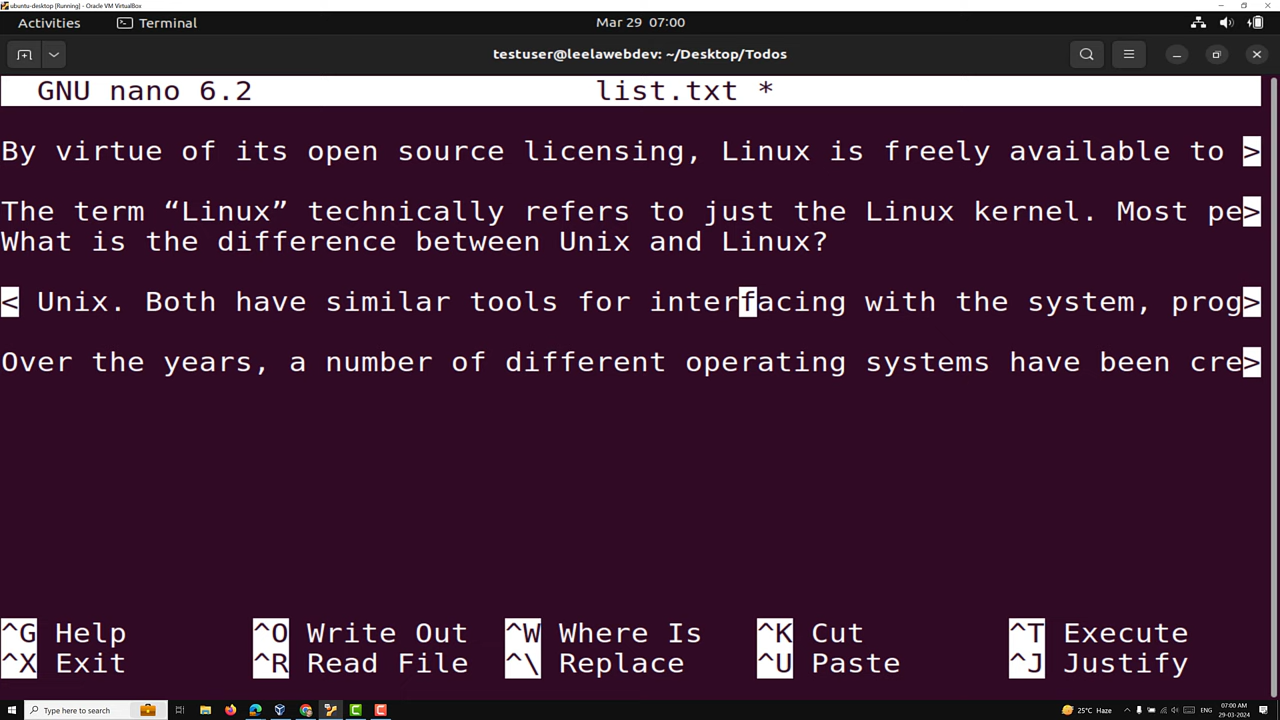 ubuntu-desktop [Running] - Oracle VM VirtualBox
Activities Terminal Mar 29 07:00
testuser@leelawebdev: ~/Desktop/Todos
GNU nano 6.2 list.txt *
By virtue of its open source licensing, Linux is freely available to >
The term “Linux” technically refers to just the Linux kernel. Most pe>
What is the difference between Unix and Linux?
< Unix. Both have similar tools for interfacing with the system, prog>
Over the years, a number of different operating systems have been cre>
^G Help ^O Write Out ^W Where Is ^K Cut ^T Execute
^X Exit ^R Read File ^\ Replace ^U Paste ^J Justify
Type here to search 25°C Haze ENG 07:00 AM
29-03-2024